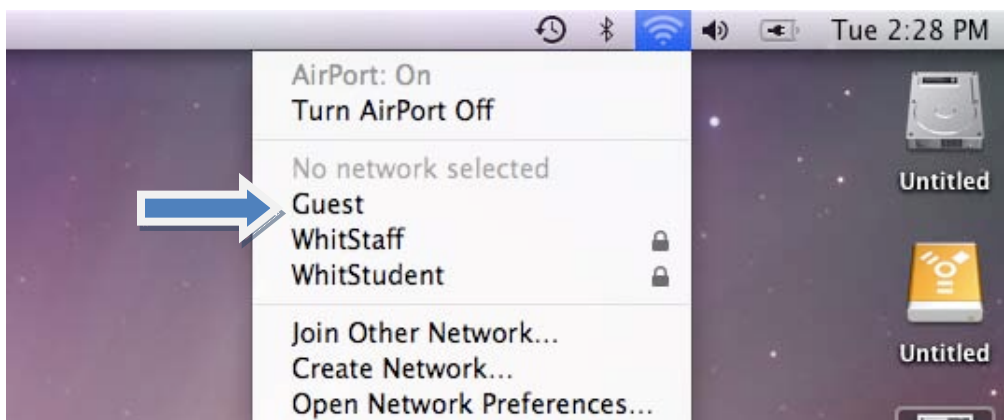 Tue 2:28 PM
AirPort: On
Turn AirPort Off
No network selected
Guest
WhitStaff
WhitStudent
Join Other Network...
Create Network...
Open Network Preferences...
Untitled
Untitled